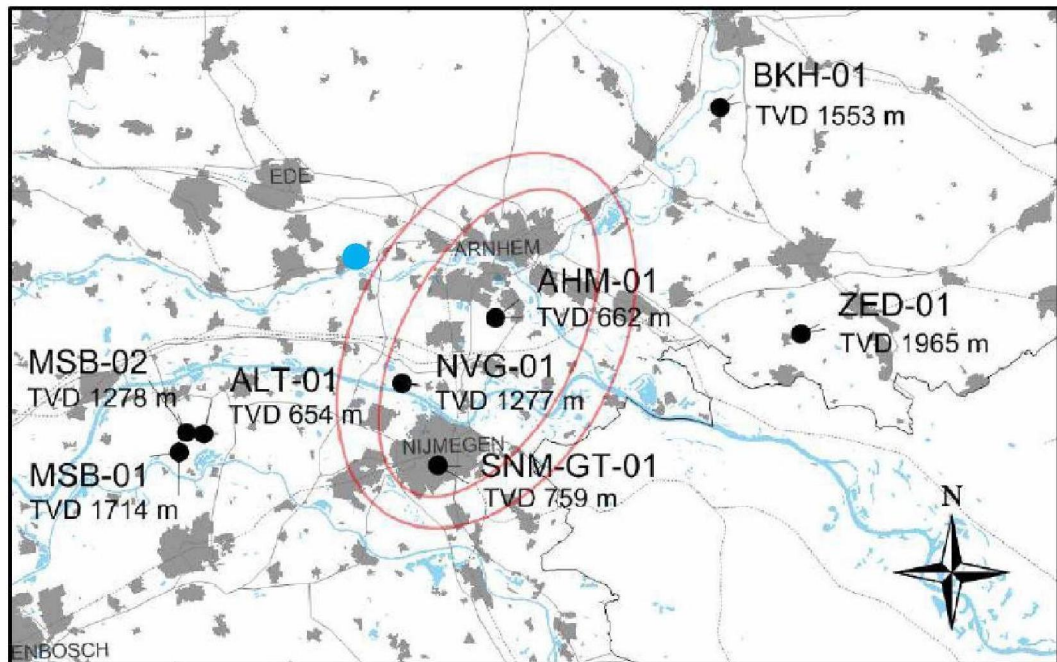 BKH-01
TVD 1553 m
EDE
ARNHEM
AHM-01
TVD 662 m
ZED-01
TVD 1965 m
MSB-02
TVD 1278 m
ALT-01
TVD 654 m
NVG-01
TVD 1277 m
NIJMEGEN
MSB-01
TVD 1714 m
SNM-GT-01
TVD 759 m
N
ENBOSCH